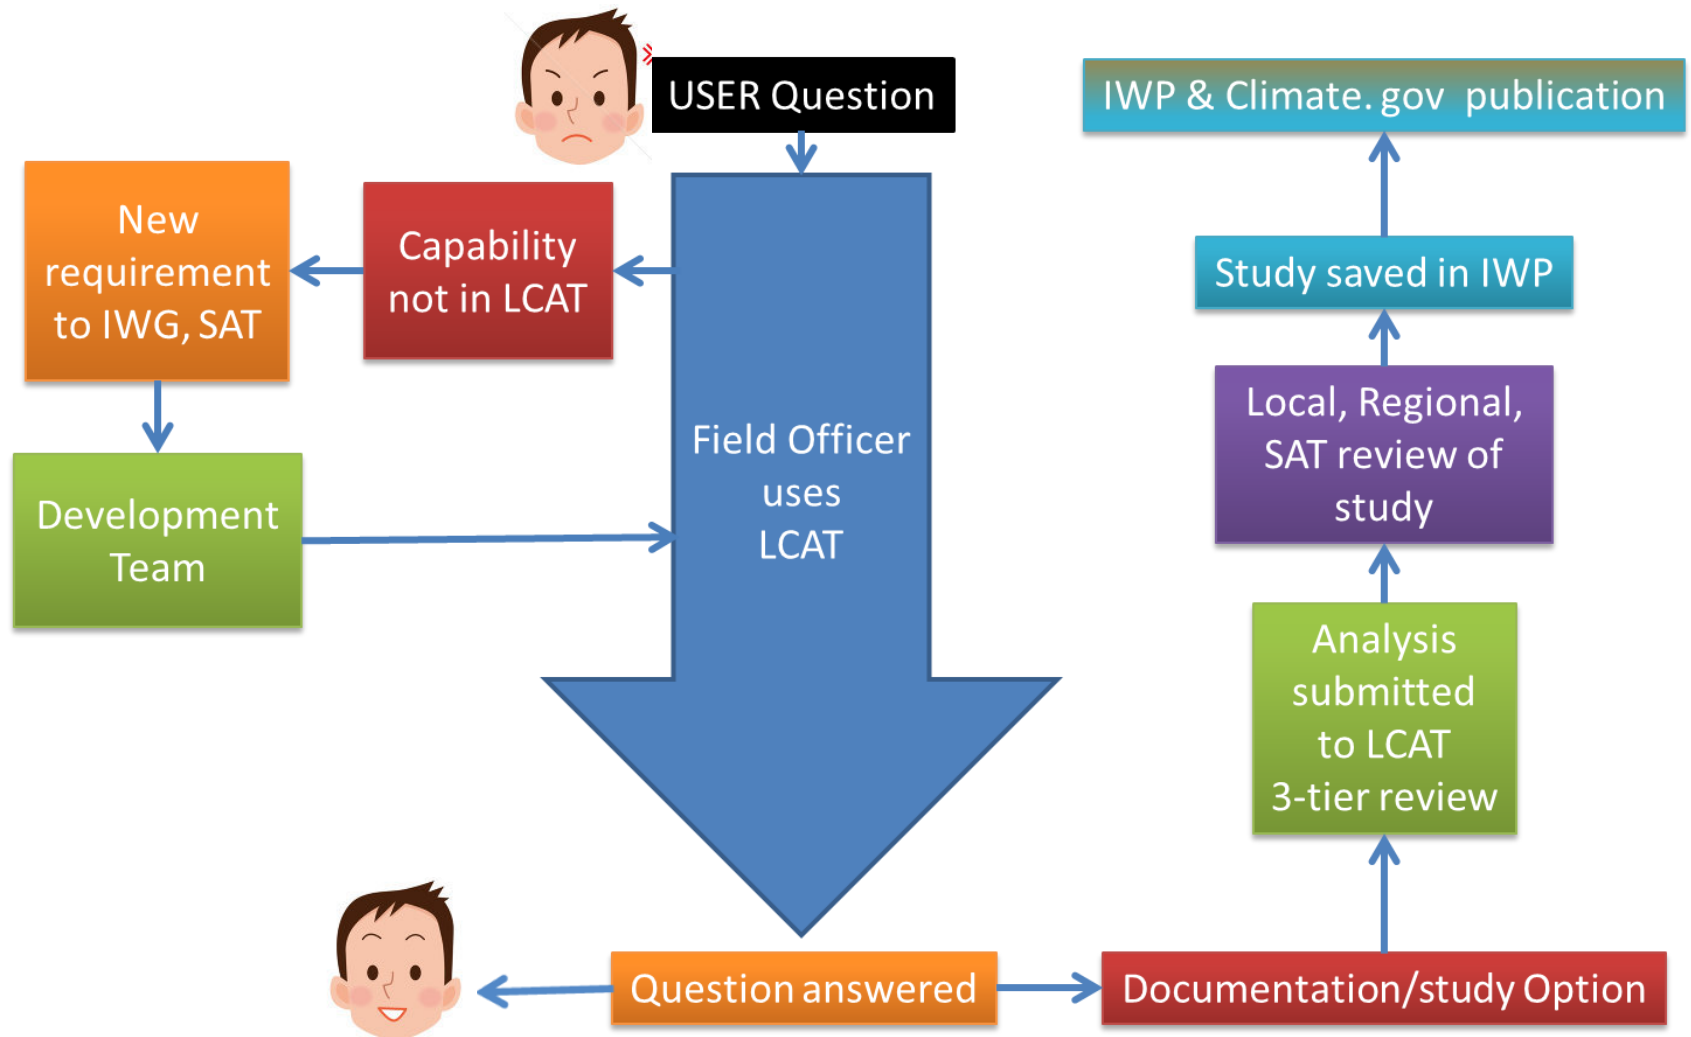 USER Question
IWP & Climate. gov publication
New
requirement
to IWG, SAT
Capability
not in LCAT
Study saved in IWP
Local, Regional,
SAT review of
study
Field Officer
uses
LCAT
Development
Team
Analysis
submitted
to LCAT
3-tier review
Question answered
Documentation/study Option